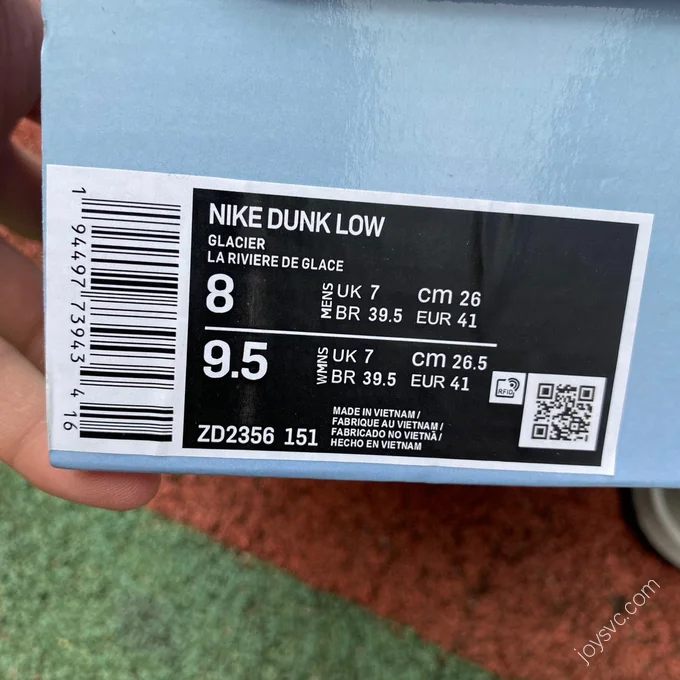 NIKE DUNK LOW
GLACIER
LA RIVIERE DE GLACE
8 MENS UK 7 cm 26
BR 39.5 EUR 41
9.5 WMNS UK 7 cm 26.5
BR 39.5 EUR 41
RFID
ZD2356 151
MADE IN VIETNAM /
FABRIQUE AU VIETNAM /
FABRICADO NO VIETNÃ /
HECHO EN VIETNAM
1 94497 73943 4 16
joysvc.com